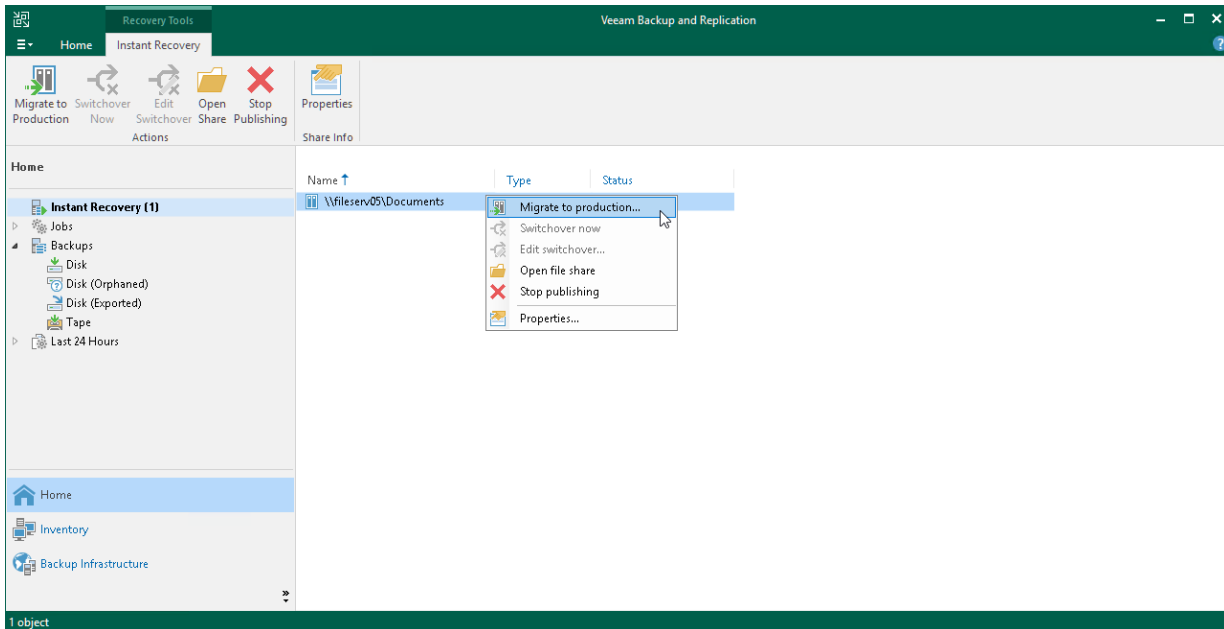 Recovery Tools
Veeam Backup and Replication
Home Instant Recovery
?
Migrate to Production
Switchover Now
Edit Switchover
Open Share
Stop Publishing
Properties
Actions
Share Info
Home
Name Type Status
\\fileserv05\Documents
Instant Recovery (1)
Jobs
Backups
Disk
Disk (Orphaned)
Disk (Exported)
Tape
Last 24 Hours
Migrate to production...
Switchover now
Edit switchover...
Open file share
Stop publishing
Properties...
Home
Inventory
Backup Infrastructure
1 object